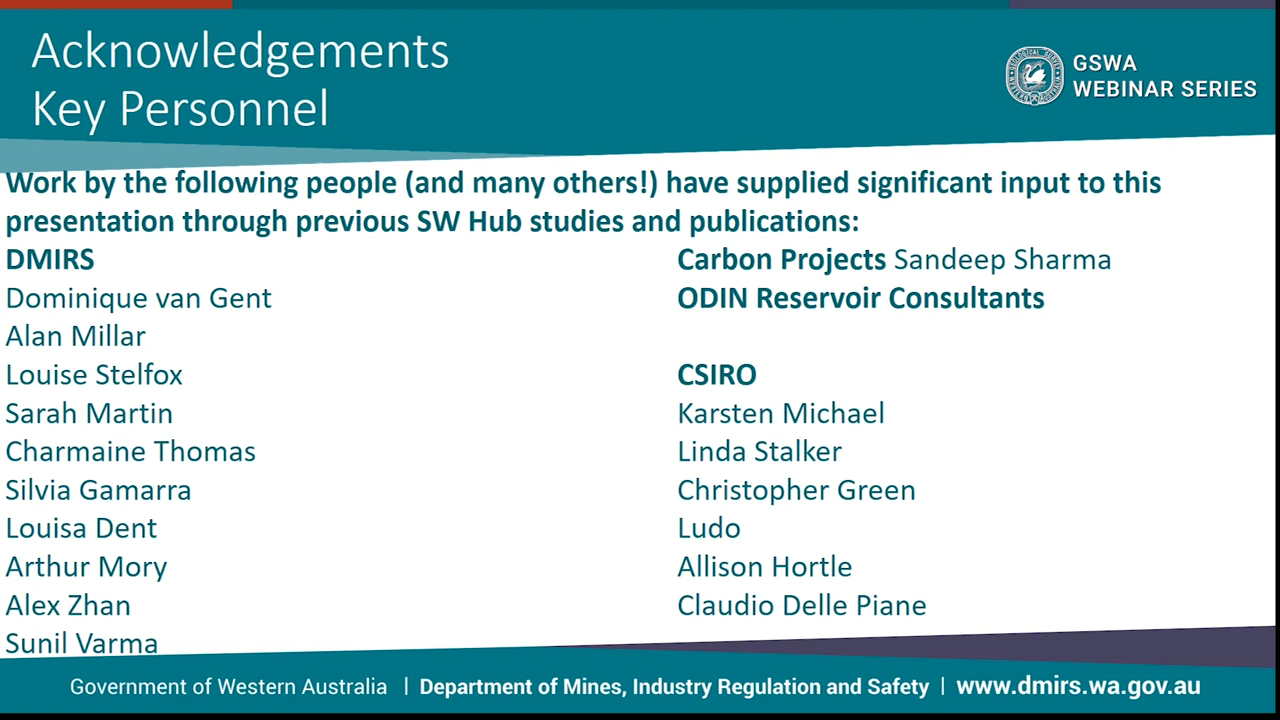 Acknowledgements
Key Personnel
GSWA
WEBINAR SERIES
Work by the following people (and many others!) have supplied significant input to this
presentation through previous SW Hub studies and publications:
DMIRS
Dominique van Gent
Alan Millar
Louise Stelfox
Sarah Martin
Charmaine Thomas
Silvia Gamarra
Louisa Dent
Arthur Mory
Alex Zhan
Sunil Varma
Carbon Projects Sandeep Sharma
ODIN Reservoir Consultants
CSIRO
Karsten Michael
Linda Stalker
Christopher Green
Ludo
Allison Hortle
Claudio Delle Piane
Government of Western Australia | Department of Mines, Industry Regulation and Safety | www.dmirs.wa.gov.au